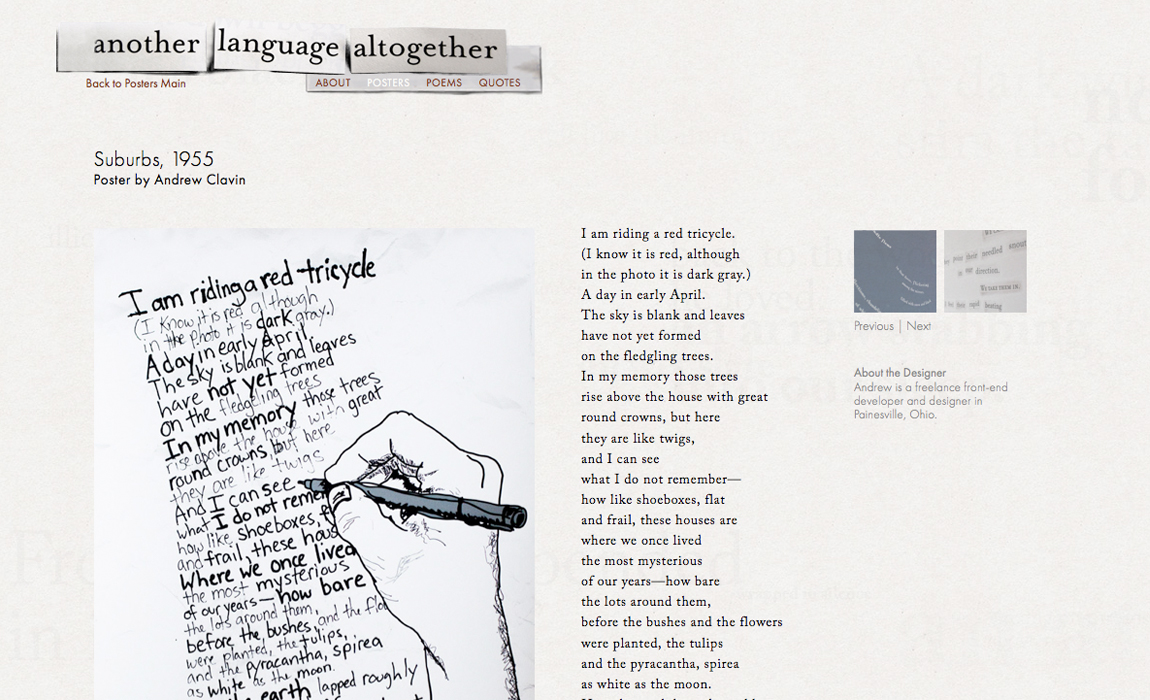 another language altogether
Back to Posters Main
ABOUT POSTERS POEMS QUOTES
Suburbs, 1955
Poster by Andrew Clavin
I am riding a red tricycle
(I know it is red although
in the photo it is dark gray.)
A day in early April.
The sky is blank and leaves
have not yet formed
on the fledgeling trees
In my memory those trees
rise above the house with great
round crowns, but here
they are like twigs
And I can see
what I do not remem
how like shoeboxes, f
and frail, these hous
Where we once lived
the most mysterious
of our years—how bare
the lots around them,
before the bushes, and the flo
were planted, the tulips,
and the pyracantha, spirea
as white as the moon.
earth lapped roughly
I am riding a red tricycle.
(I know it is red, although
in the photo it is dark gray.)
A day in early April.
The sky is blank and leaves
have not yet formed
on the fledgling trees.
In my memory those trees
rise above the house with great
round crowns, but here
they are like twigs,
and I can see
what I do not remember—
how like shoeboxes, flat
and frail, these houses are
where we once lived
the most mysterious
of our years—how bare
the lots around them,
before the bushes and the flowers
were planted, the tulips
and the pyracantha, spirea
as white as the moon.
your their needled
direction.
Previous | Next
About the Designer
Andrew is a freelance front-end
developer and designer in
Painesville, Ohio.